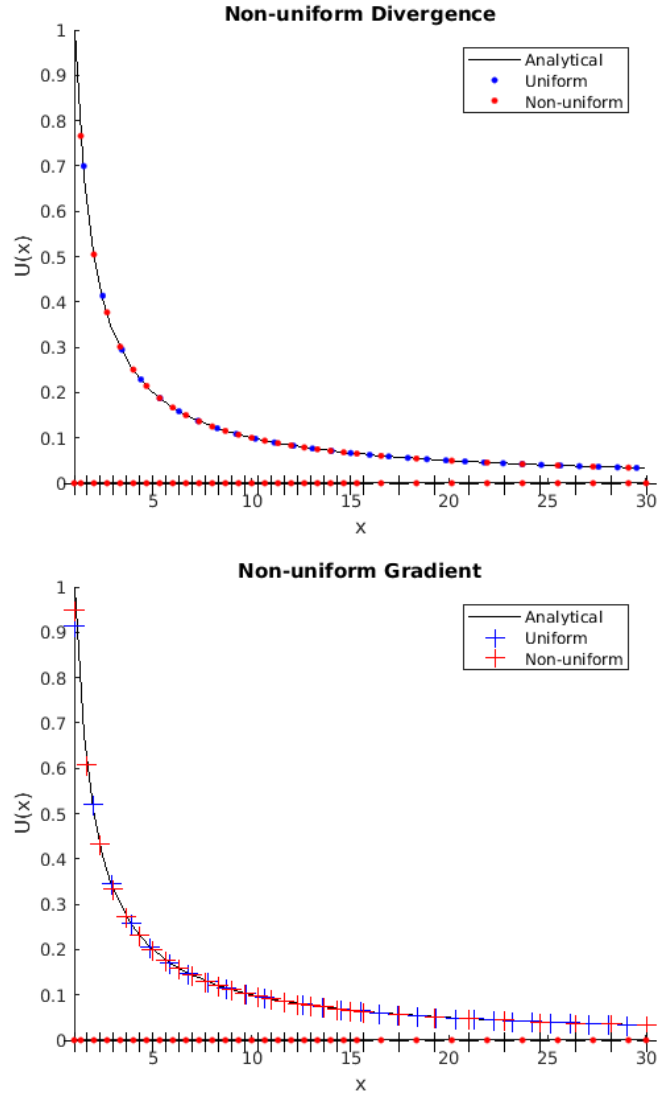 Non-uniform Divergence
1
0.9
0.8
0.7
0.6
0.5
0.4
0.3
0.2
0.1
0
U(x)
Analytical
Uniform
Non-uniform
5 10 15 20 25 30
x
Non-uniform Gradient
1
0.9
0.8
0.7
0.6
0.5
0.4
0.3
0.2
0.1
0
U(x)
Analytical
Uniform
Non-uniform
5 10 15 20 25 30
x